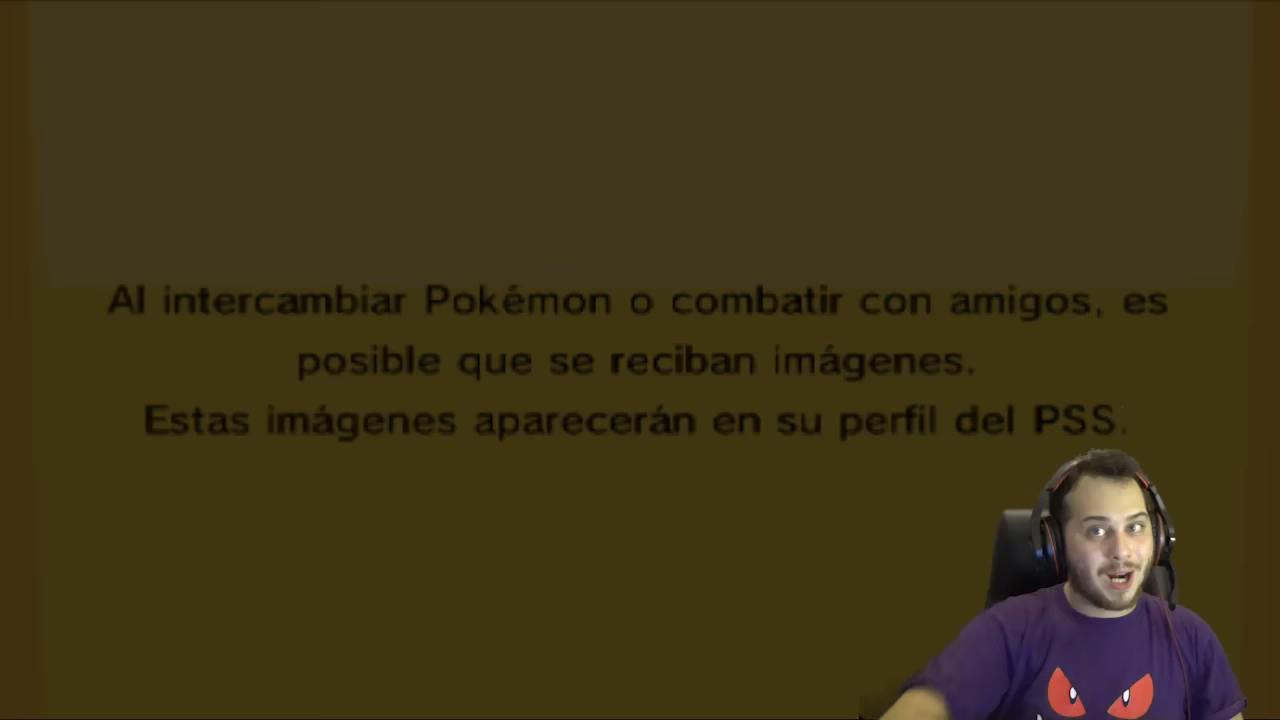 Al intercambiar Pokémon o combatir con amigos, es
posible que se reciban imágenes.
Estas imágenes aparecerán en su perfil del PSS.